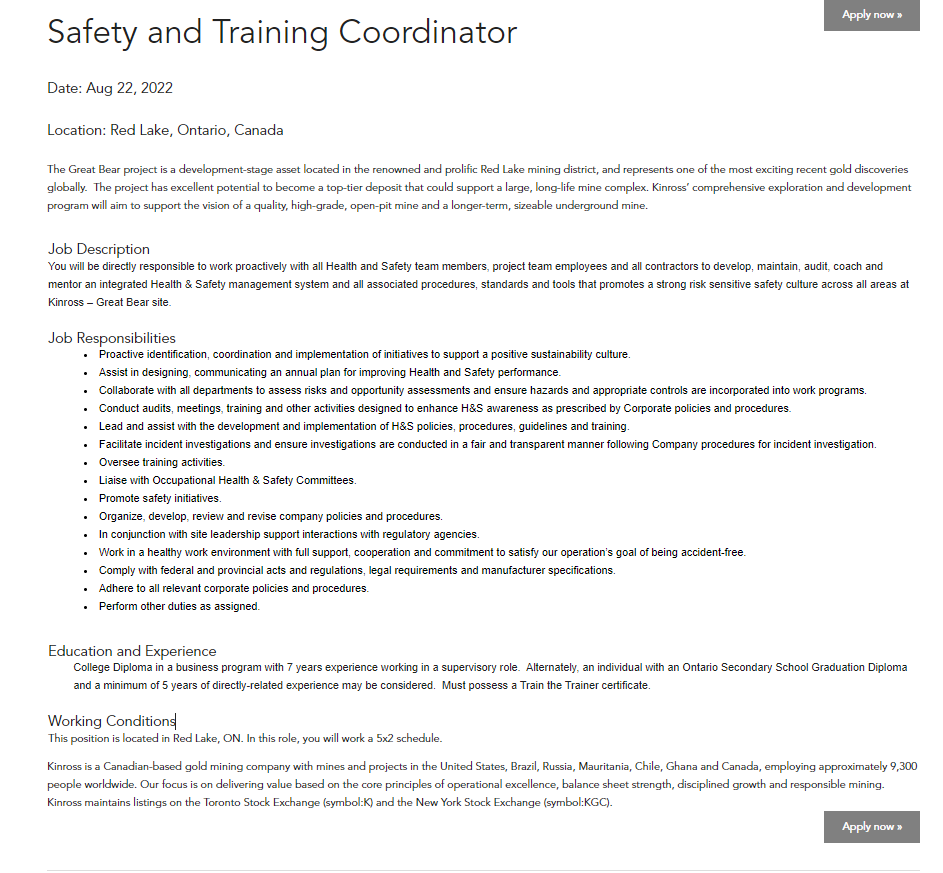 Apply now »
Safety and Training Coordinator
Date: Aug 22, 2022
Location: Red Lake, Ontario, Canada
The Great Bear project is a development-stage asset located in the renowned and prolific Red Lake mining district, and represents one of the most exciting recent gold discoveries
globally.  The project has excellent potential to become a top-tier deposit that could support a large, long-life mine complex. Kinross’ comprehensive exploration and development
program will aim to support the vision of a quality, high-grade, open-pit mine and a longer-term, sizeable underground mine.
Job Description
You will be directly responsible to work proactively with all Health and Safety team members, project team employees and all contractors to develop, maintain, audit, coach and
mentor an integrated Health & Safety management system and all associated procedures, standards and tools that promotes a strong risk sensitive safety culture across all areas at
Kinross – Great Bear site.
Job Responsibilities
• Proactive identification, coordination and implementation of initiatives to support a positive sustainability culture.
• Assist in designing, communicating an annual plan for improving Health and Safety performance.
• Collaborate with all departments to assess risks and opportunity assessments and ensure hazards and appropriate controls are incorporated into work programs.
• Conduct audits, meetings, training and other activities designed to enhance H&S awareness as prescribed by Corporate policies and procedures.
• Lead and assist with the development and implementation of H&S policies, procedures, guidelines and training.
• Facilitate incident investigations and ensure investigations are conducted in a fair and transparent manner following Company procedures for incident investigation.
• Oversee training activities.
• Liaise with Occupational Health & Safety Committees.
• Promote safety initiatives.
• Organize, develop, review and revise company policies and procedures.
• In conjunction with site leadership support interactions with regulatory agencies.
• Work in a healthy work environment with full support, cooperation and commitment to satisfy our operation’s goal of being accident-free.
• Comply with federal and provincial acts and regulations, legal requirements and manufacturer specifications.
• Adhere to all relevant corporate policies and procedures.
• Perform other duties as assigned.
Education and Experience
College Diploma in a business program with 7 years experience working in a supervisory role.  Alternately, an individual with an Ontario Secondary School Graduation Diploma
and a minimum of 5 years of directly-related experience may be considered.  Must possess a Train the Trainer certificate.
Working Conditions
This position is located in Red Lake, ON. In this role, you will work a 5x2 schedule.
Kinross is a Canadian-based gold mining company with mines and projects in the United States, Brazil, Russia, Mauritania, Chile, Ghana and Canada, employing approximately 9,300
people worldwide. Our focus is on delivering value based on the core principles of operational excellence, balance sheet strength, disciplined growth and responsible mining.
Kinross maintains listings on the Toronto Stock Exchange (symbol:K) and the New York Stock Exchange (symbol:KGC).
Apply now »